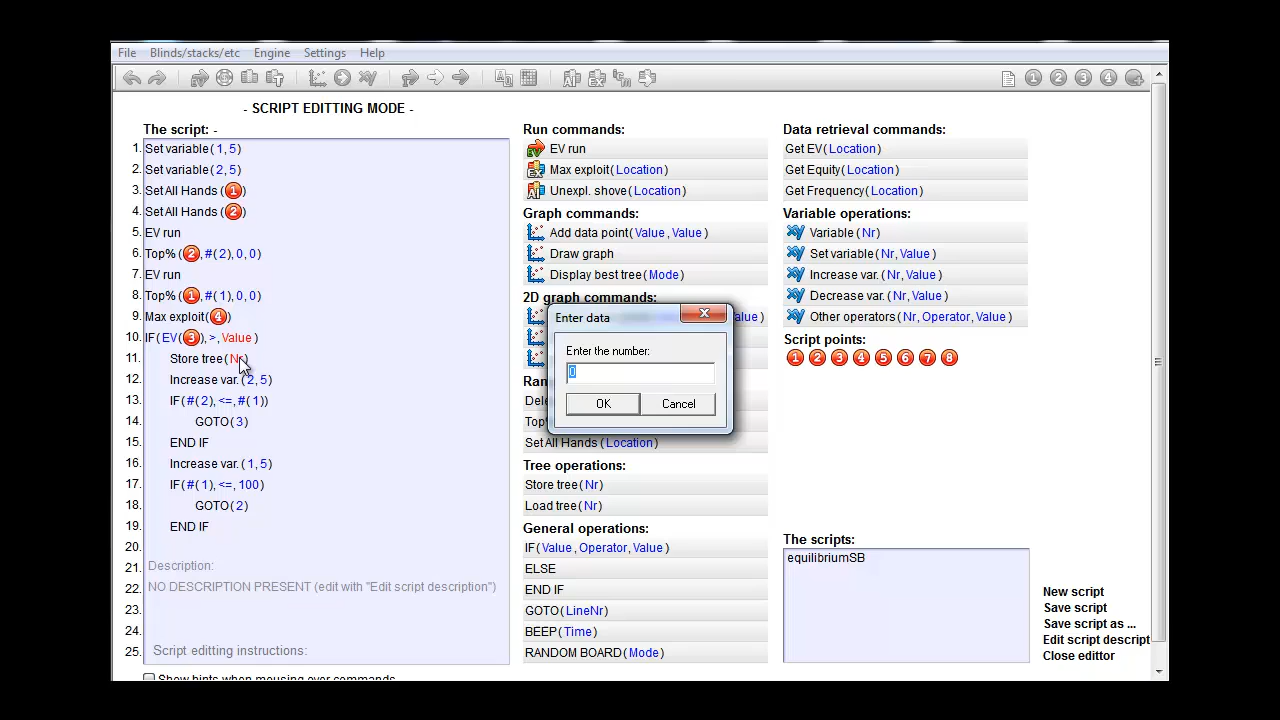 File Blinds/stacks/etc Engine Settings Help
- SCRIPT EDITTING MODE -
The script: -
1. Set variable ( 1, 5 )
2. Set variable ( 2, 5 )
3. Set All Hands ( 1 )
4. Set All Hands ( 2 )
5. EV run
6. Top% ( 2, #( 2 ), 0, 0 )
7. EV run
8. Top% ( 1, #( 1 ), 0, 0 )
9. Max exploit ( 4 )
10. IF ( EV ( 3 ), >, Value )
11. Store tree ( Nr )
12. Increase var. ( 2, 5 )
13. IF ( #( 2 ), <=, #( 1 ) )
14. GOTO ( 3 )
15. END IF
16. Increase var. ( 1, 5 )
17. IF ( #( 1 ), <=, 100 )
18. GOTO ( 2 )
19. END IF
20.
21. Description:
22. NO DESCRIPTION PRESENT (edit with "Edit script description")
23.
24.
25. Script editting instructions:
Show hints when mousing over commands
Run commands:
EV run
Max exploit ( Location )
Unexpl. shove ( Location )
Graph commands:
Add data point ( Value , Value )
Draw graph
Display best tree ( Mode )
2D graph commands:
alue )
Set All Hands ( Location )
Tree operations:
Store tree ( Nr )
Load tree ( Nr )
General operations:
IF ( Value , Operator, Value )
ELSE
END IF
GOTO ( LineNr )
BEEP ( Time )
RANDOM BOARD ( Mode )
Enter data
Enter the number:
0
OK Cancel
Data retrieval commands:
Get EV ( Location )
Get Equity ( Location )
Get Frequency ( Location )
Variable operations:
Variable ( Nr )
Set variable ( Nr, Value )
Increase var. ( Nr, Value )
Decrease var. ( Nr, Value )
Other operators ( Nr, Operator, Value )
Script points:
1 2 3 4 5 6 7 8
The scripts:
equilibriumSB
New script
Save script
Save script as ...
Edit script descript
Close edittor